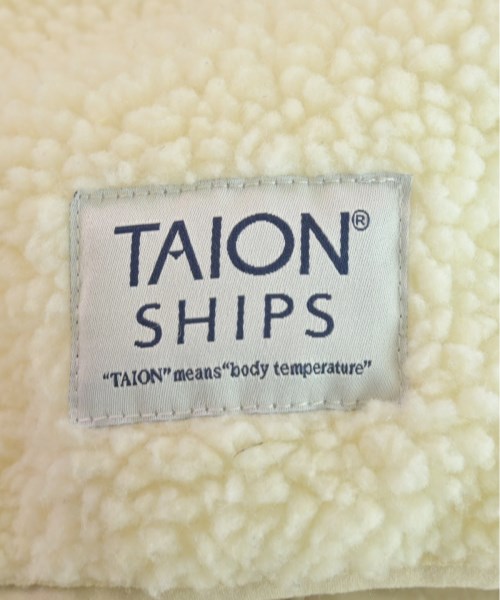 TAION®
SHIPS
“TAION” means “body temperature”